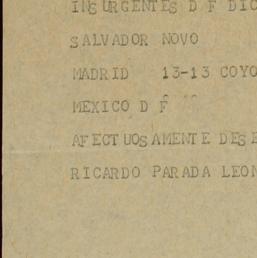 INSURGENTES D F DIC
SALVADOR NOVO
MADRID 13-13 COYO
MEXICO D F
AFECTUOSAMENTE DES
RICARDO PARADA LEON